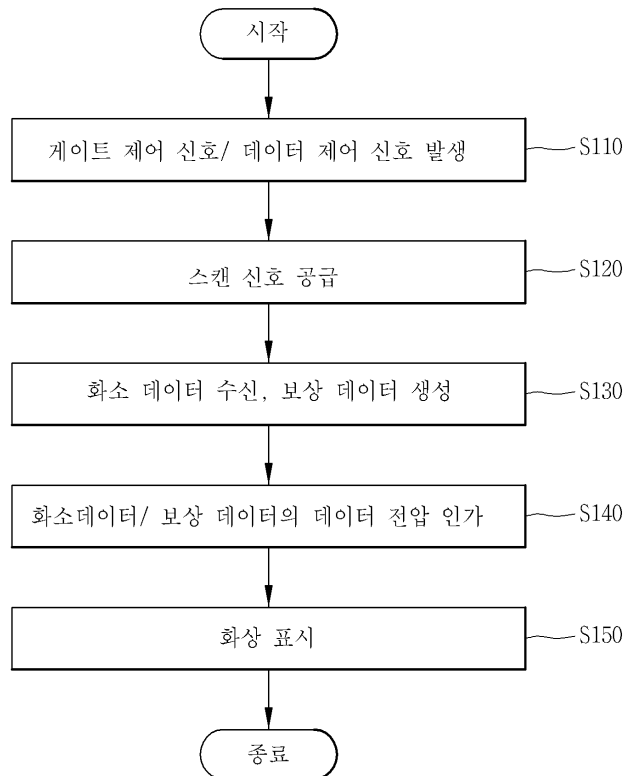 시작
게이트 제어 신호/ 데이터 제어 신호 발생
S110
스캔 신호 공급
S120
화소 데이터 수신, 보상 데이터 생성
S130
화소데이터/ 보상 데이터의 데이터 전압 인가
S140
화상 표시
S150
종료